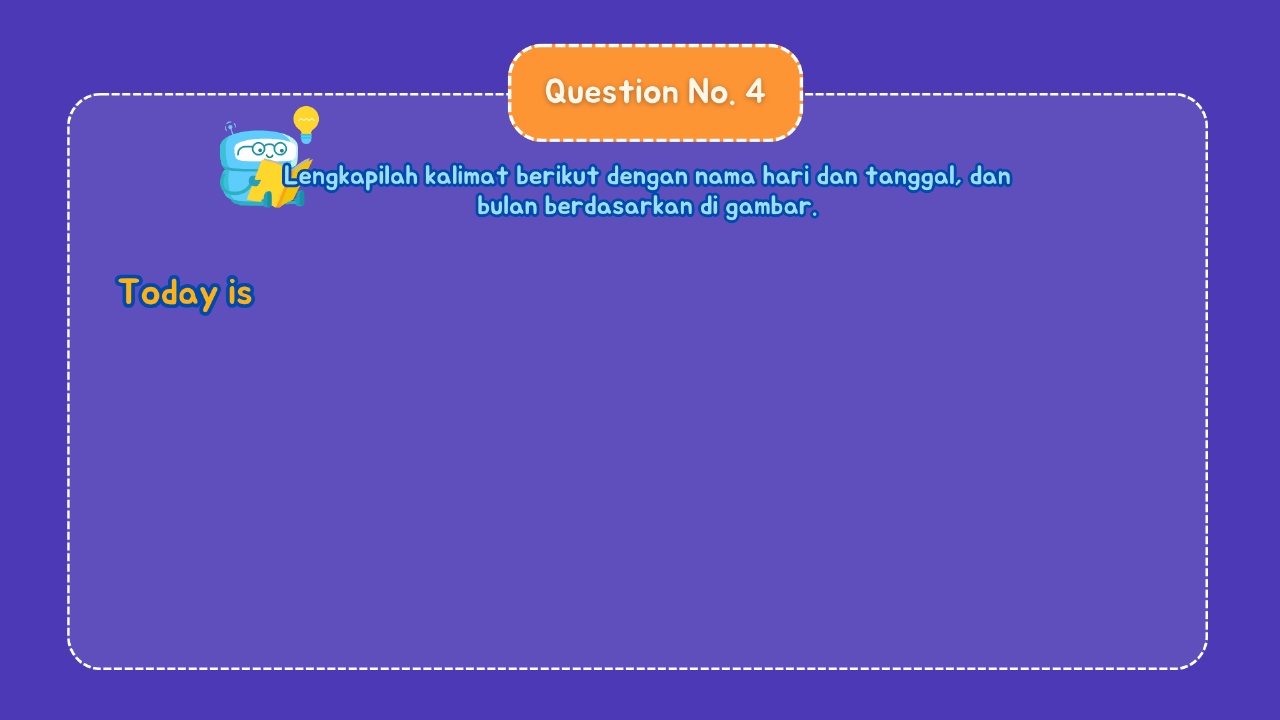 Question No. 4
Lengkapilah kalimat berikut dengan nama hari dan tanggal, dan
bulan berdasarkan di gambar.
Today is